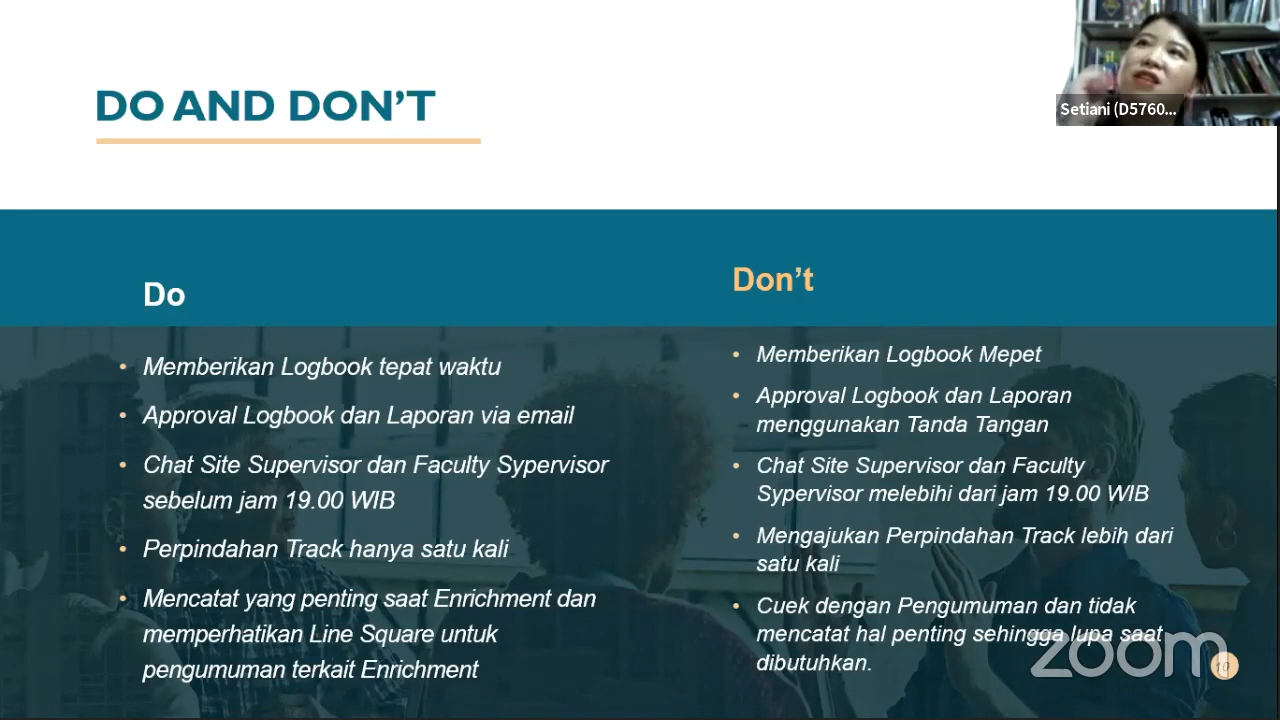 DO AND DON'T
Setiani (D5760...
Do
• Memberikan Logbook tepat waktu
• Approval Logbook dan Laporan via email
• Chat Site Supervisor dan Faculty Sypervisor
sebelum jam 19.00 WIB
• Perpindahan Track hanya satu kali
• Mencatat yang penting saat Enrichment dan
memperhatikan Line Square untuk
pengumuman terkait Enrichment
Don't
• Memberikan Logbook Mepet
• Approval Logbook dan Laporan
menggunakan Tanda Tangan
• Chat Site Supervisor dan Faculty
Sypervisor melebihi dari jam 19.00 WIB
• Mengajukan Perpindahan Track lebih dari
satu kali
• Cuek dengan Pengumuman dan tidak
mencatat hal penting sehingga lupa saat
dibutuhkan.
zoom
10